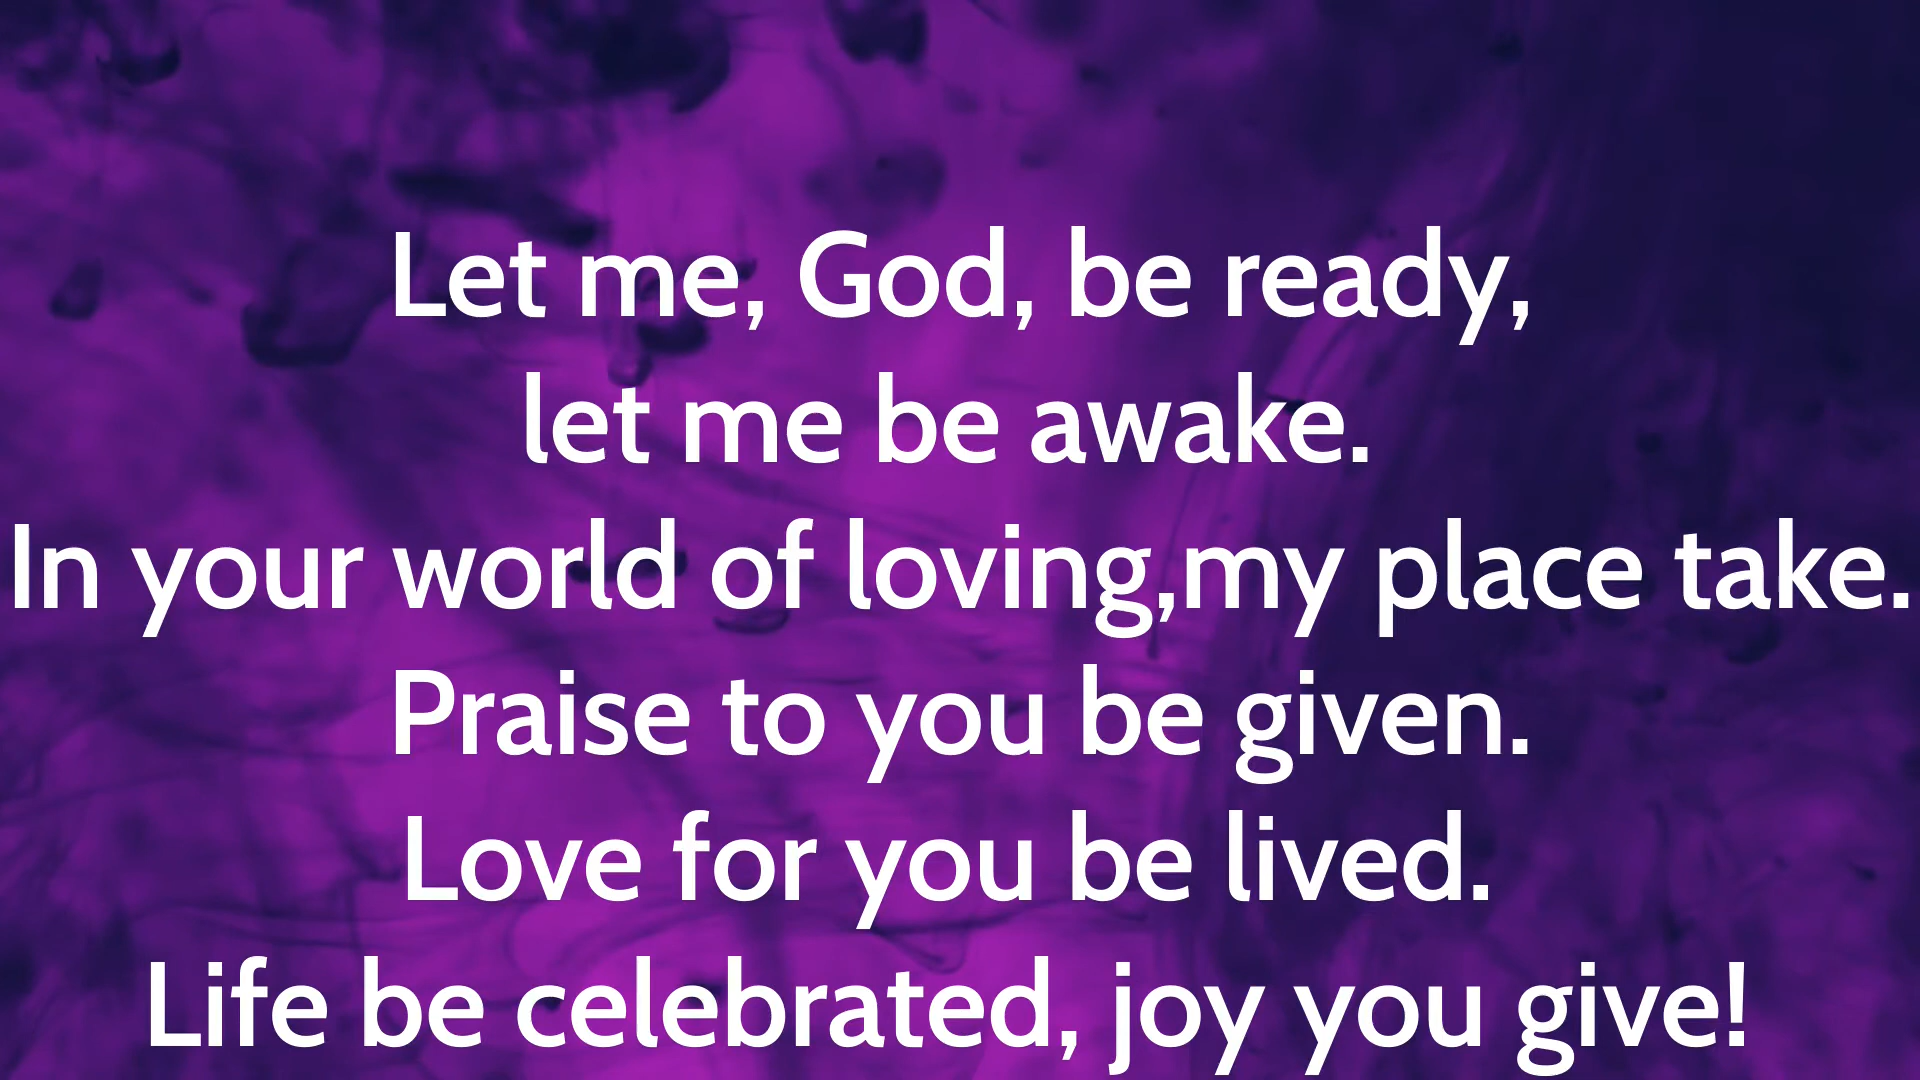 Let me, God, be ready,
let me be awake.
In your world of loving,my place take.
Praise to you be given.
Love for you be lived.
Life be celebrated, joy you give!